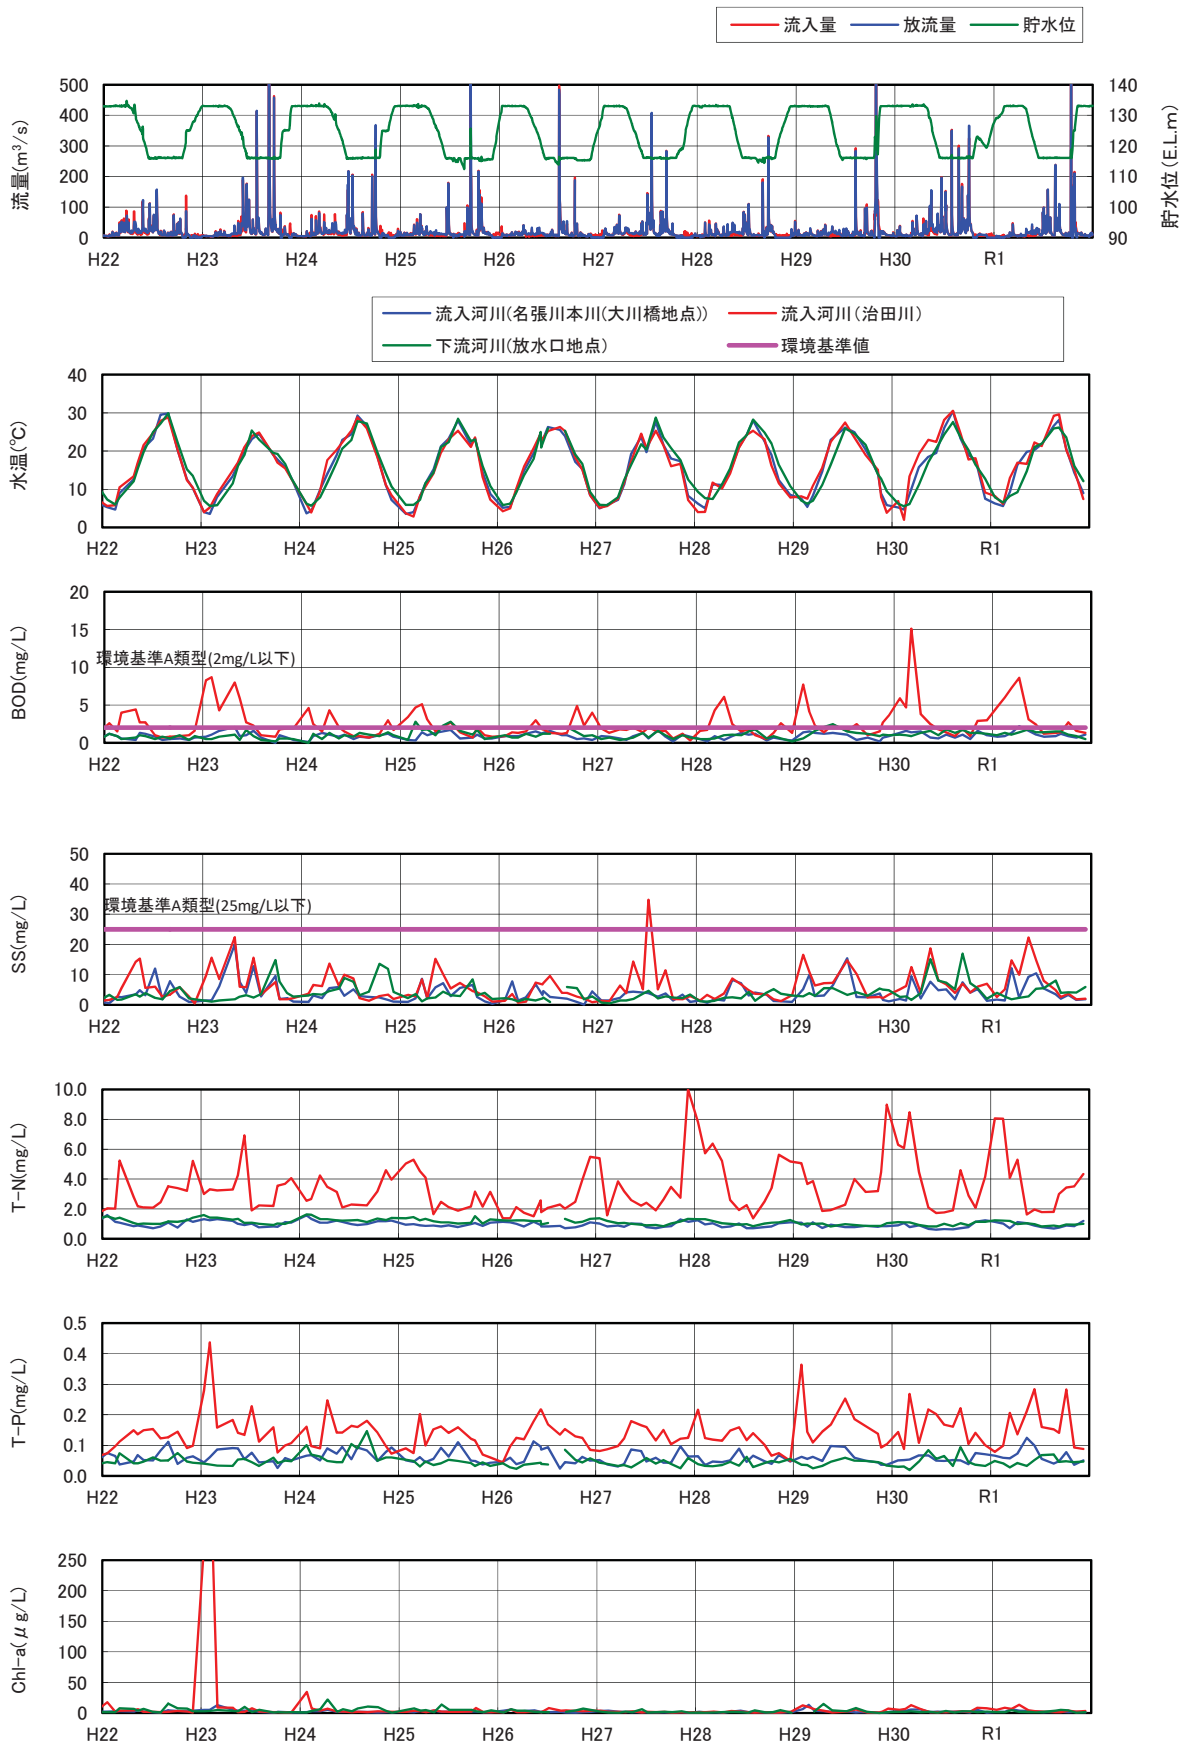 流入量 放流量 貯水位
流量(m³/s)
500
400
300
200
100
0
140
130
120
110
100
90
貯水位(E.L.m)
H22 H23 H24 H25 H26 H27 H28 H29 H30 R1
流入河川(名張川本川(大川橋地点)) 流入河川(治田川)
下流河川(放水口地点) 環境基準値
水温(℃)
40
30
20
10
0
H22 H23 H24 H25 H26 H27 H28 H29 H30 R1
BOD(mg/L)
20
15
10
5
0
環境基準A類型(2mg/L以下)
H22 H23 H24 H25 H26 H27 H28 H29 H30 R1
SS(mg/L)
50
40
30
20
10
0
環境基準A類型(25mg/L以下)
H22 H23 H24 H25 H26 H27 H28 H29 H30 R1
T-N(mg/L)
10.0
8.0
6.0
4.0
2.0
0.0
H22 H23 H24 H25 H26 H27 H28 H29 H30 R1
T-P(mg/L)
0.5
0.4
0.3
0.2
0.1
0.0
H22 H23 H24 H25 H26 H27 H28 H29 H30 R1
Chl-a(μg/L)
250
200
150
100
50
0
H22 H23 H24 H25 H26 H27 H28 H29 H30 R1